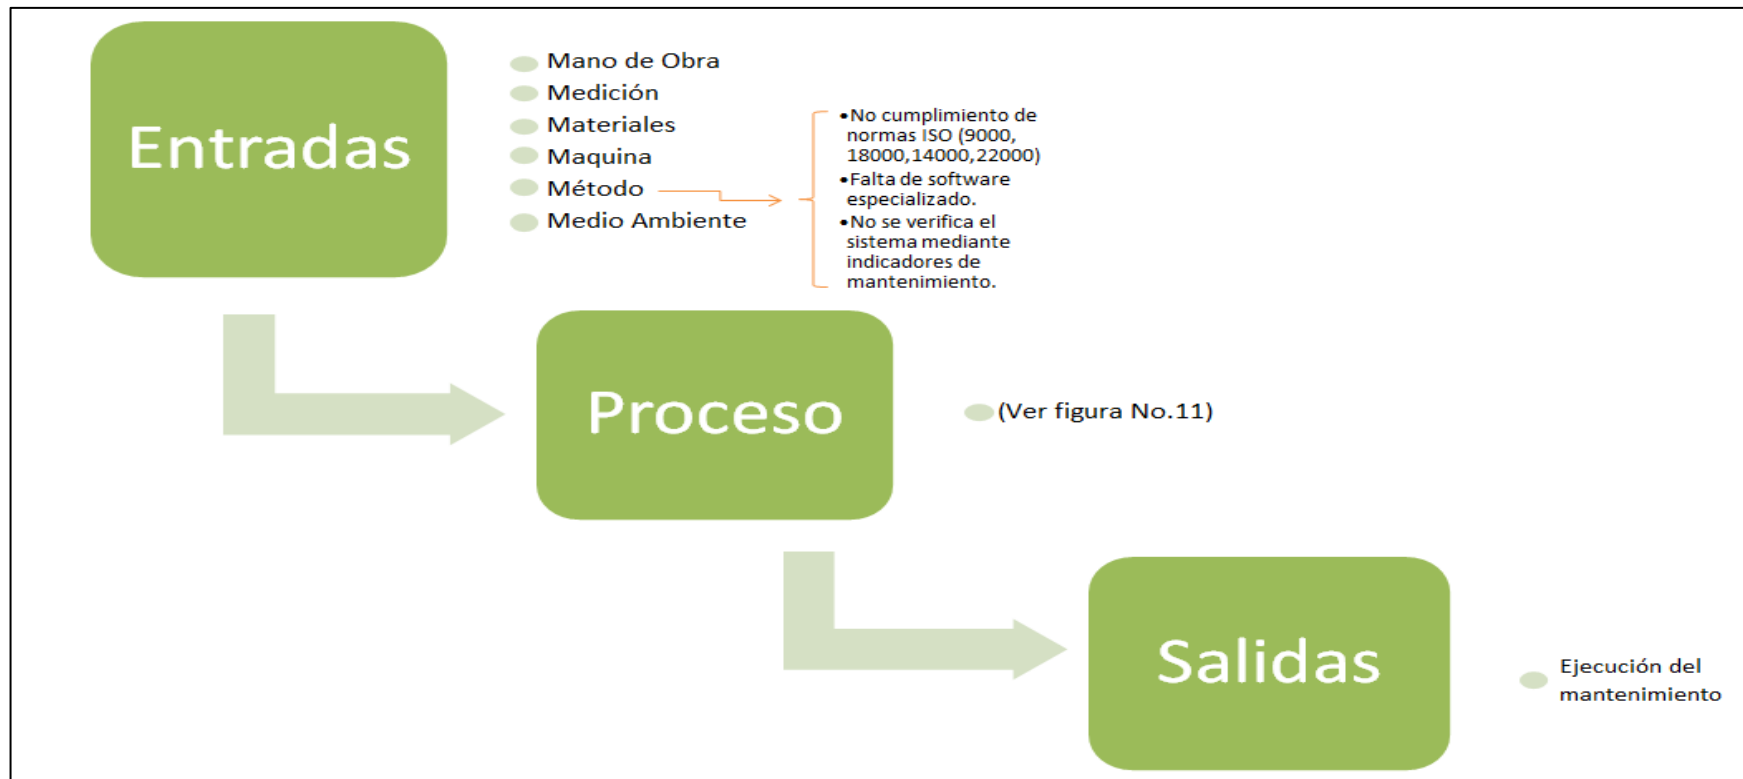 Entradas
Mano de Obra
Medición
Materiales
Maquina
Método
Medio Ambiente
•No cumplimiento de
normas ISO (9000,
18000,14000,22000)
•Falta de software
especializado.
•No se verifica el
sistema mediante
indicadores de
mantenimiento.
Proceso
(Ver figura No.11)
Salidas
Ejecución del
mantenimiento